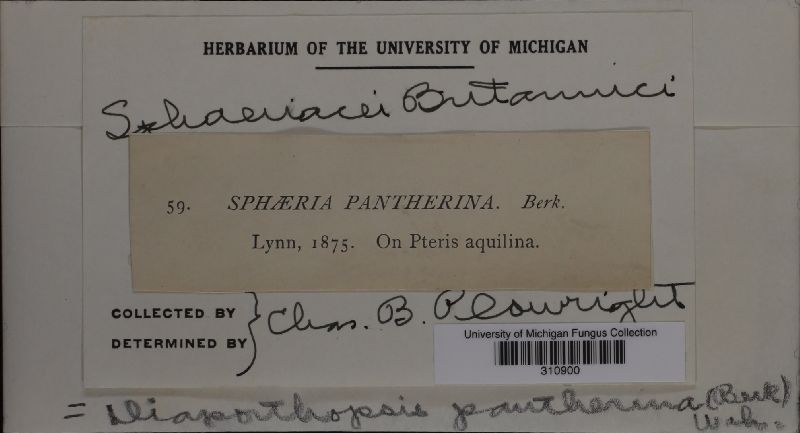 HERBARIUM OF THE UNIVERSITY OF MICHIGAN
Sphaeriacei Britannici
59. SPHÆRIA PANTHERINA. Berk.
Lynn, 1875. On Pteris aquilina.
COLLECTED BY
DETERMINED BY } Chas. B. Plowright
University of Michigan Fungus Collection
310900
= Diaporthopsis pantherina (Berk)
Weh.